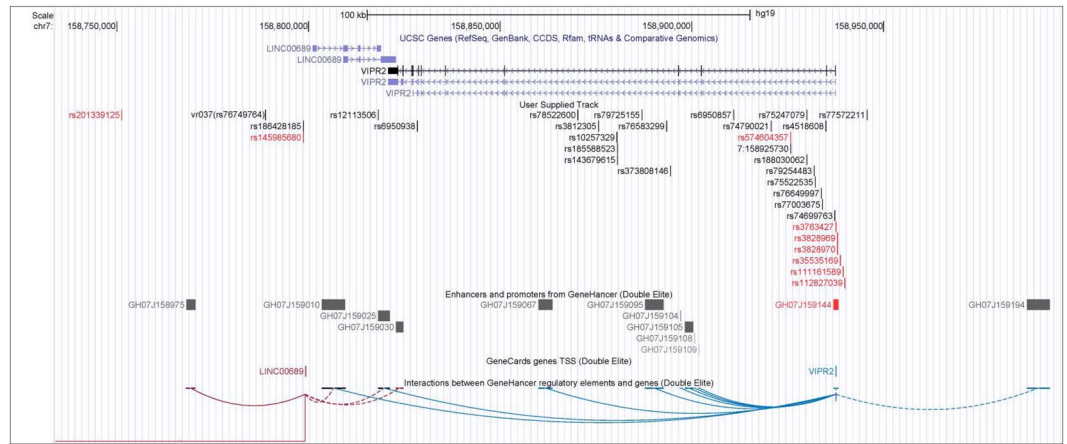 Scale 100 kb hg19
chr7: 158,750,000 158,800,000 158,850,000 158,900,000 158,950,000
UCSC Genes (RefSeq, GenBank, CCDS, Rfam, tRNAs & Comparative Genomics)
LINC00689
LINC00689
VIPR2
VIPR2
VIPR2
User Supplied Track
rs201339125 vr037(rs76749764) rs12113506 rs78522600 rs79725155 rs6950857 rs75247079 rs77572211
rs186428185 rs6950938 rs3812305 rs76583299 rs74790021 rs4518608
rs145985680 rs10257329 rs574604357
rs185588523 7:158925730
rs143679615 rs188030062
rs373808146 rs79254483
rs75522535
rs76649997
rs77003675
rs74699763
rs3763427
rs3828969
rs3828970
rs35535169
rs111161589
rs112827039
Enhancers and promoters from GeneHancer (Double Elite)
GH07J158975 GH07J159010 GH07J159067 GH07J159095 GH07J159144 GH07J159194
GH07J159025 GH07J159104
GH07J159030 GH07J159105
GH07J159108
GH07J159109
GeneCards genes TSS (Double Elite)
LINC00689 VIPR2
Interactions between GeneHancer regulatory elements and genes (Double Elite)